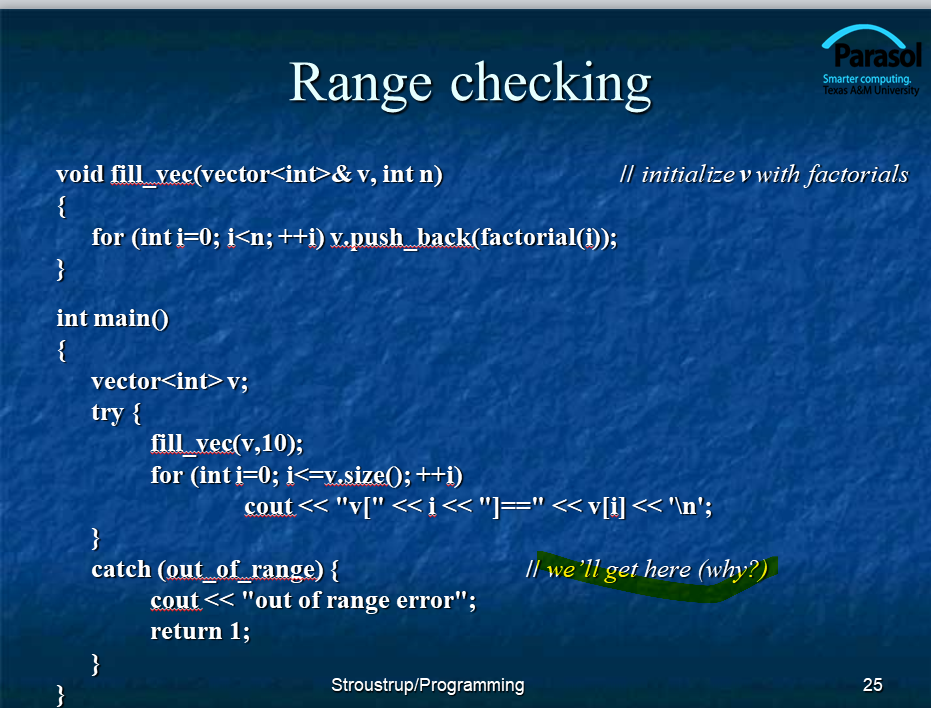 Parasol
Smarter computing.
Texas A&M University
Range checking
void fill_vec(vector<int>& v, int n) // initialize v with factorials
{
for (int i=0; i<n; ++i) v.push_back(factorial(i));
}
int main()
{
vector<int> v;
try {
fill_vec(v,10);
for (int i=0; i<=v.size(); ++i)
cout << "v[" << i << "]==" << v[i] << '\n';
}
catch (out_of_range) { // we’ll get here (why?)
cout << "out of range error";
return 1;
}
}
Stroustrup/Programming 25